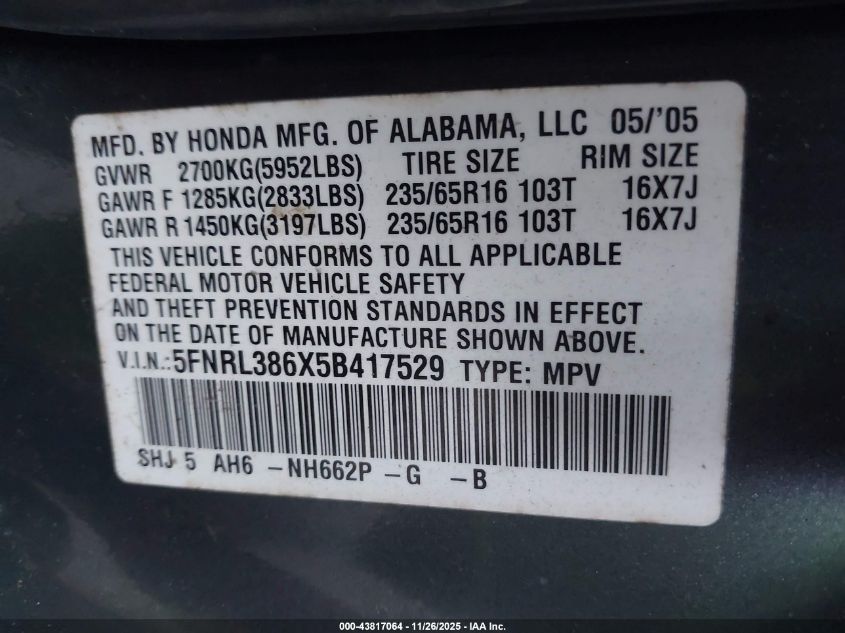 MFD. BY HONDA MFG. OF ALABAMA, LLC 05/'05
GVWR 2700KG(5952LBS) TIRE SIZE RIM SIZE
GAWR F 1285KG(2833LBS) 235/65R16 103T 16X7J
GAWR R 1450KG(3197LBS) 235/65R16 103T 16X7J
THIS VEHICLE CONFORMS TO ALL APPLICABLE
FEDERAL MOTOR VEHICLE SAFETY
AND THEFT PREVENTION STANDARDS IN EFFECT
ON THE DATE OF MANUFACTURE SHOWN ABOVE.
V.I.N.:5FNRL386X5B417529 TYPE: MPV
SHJ 5 AH6 -NH662P -G -B
000-43817064 - 11/26/2025 - IAA Inc.